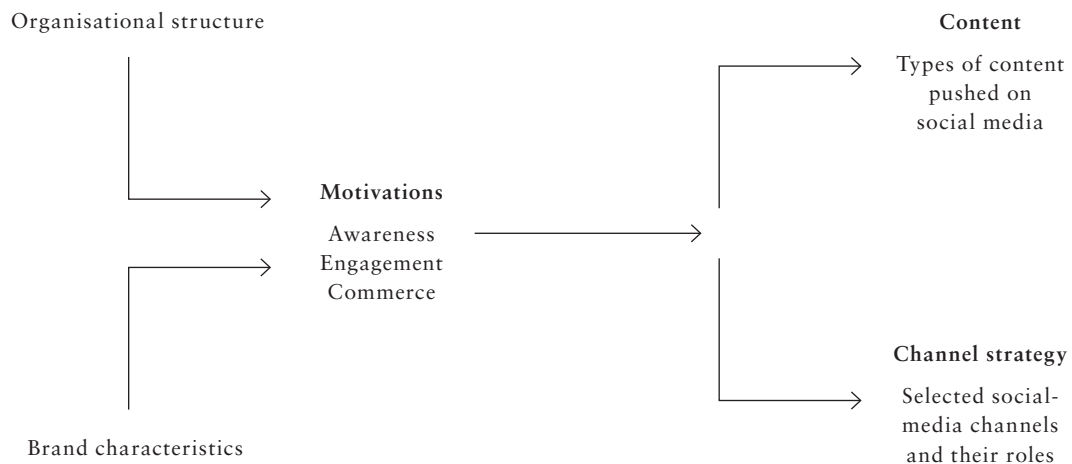 Organisational structure
Content
Types of content
pushed on
social media
Motivations
Awareness
Engagement
Commerce
Channel strategy
Selected social-
media channels
and their roles
Brand characteristics